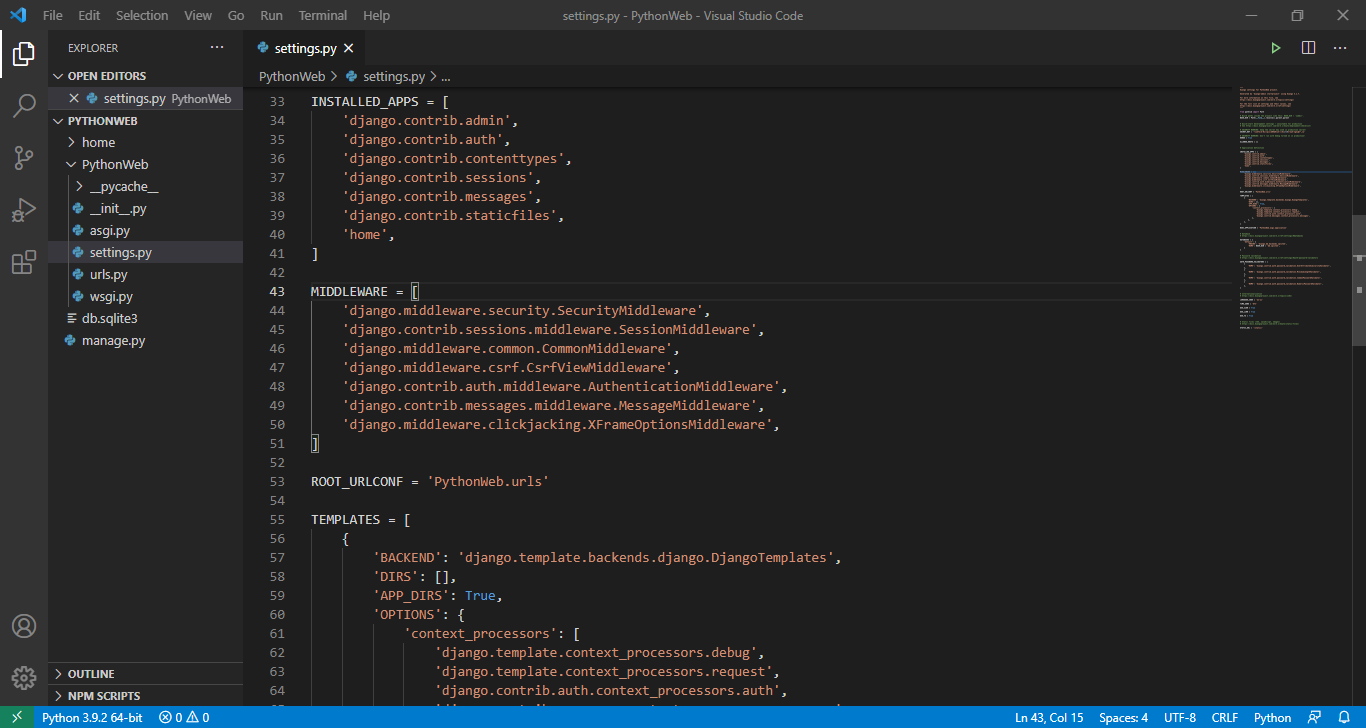 File Edit Selection View Go Run Terminal Help settings.py - PythonWeb - Visual Studio Code
EXPLORER
OPEN EDITORS
settings.py PythonWeb
PYTHONWEB
home
PythonWeb
__pycache__
__init__.py
asgi.py
settings.py
urls.py
wsgi.py
db.sqlite3
manage.py
OUTLINE
NPM SCRIPTS
settings.py
PythonWeb > settings.py > ...
33 INSTALLED_APPS = [
34 'django.contrib.admin',
35 'django.contrib.auth',
36 'django.contrib.contenttypes',
37 'django.contrib.sessions',
38 'django.contrib.messages',
39 'django.contrib.staticfiles',
40 'home',
41 ]
42
43 MIDDLEWARE = [
44 'django.middleware.security.SecurityMiddleware',
45 'django.contrib.sessions.middleware.SessionMiddleware',
46 'django.middleware.common.CommonMiddleware',
47 'django.middleware.csrf.CsrfViewMiddleware',
48 'django.contrib.auth.middleware.AuthenticationMiddleware',
49 'django.contrib.messages.middleware.MessageMiddleware',
50 'django.middleware.clickjacking.XFrameOptionsMiddleware',
51 ]
52
53 ROOT_URLCONF = 'PythonWeb.urls'
54
55 TEMPLATES = [
56 {
57 'BACKEND': 'django.template.backends.django.DjangoTemplates',
58 'DIRS': [],
59 'APP_DIRS': True,
60 'OPTIONS': {
61 'context_processors': [
62 'django.template.context_processors.debug',
63 'django.template.context_processors.request',
64 'django.contrib.auth.context_processors.auth',
Python 3.9.2 64-bit 0 0 Ln 43, Col 15 Spaces: 4 UTF-8 CRLF Python